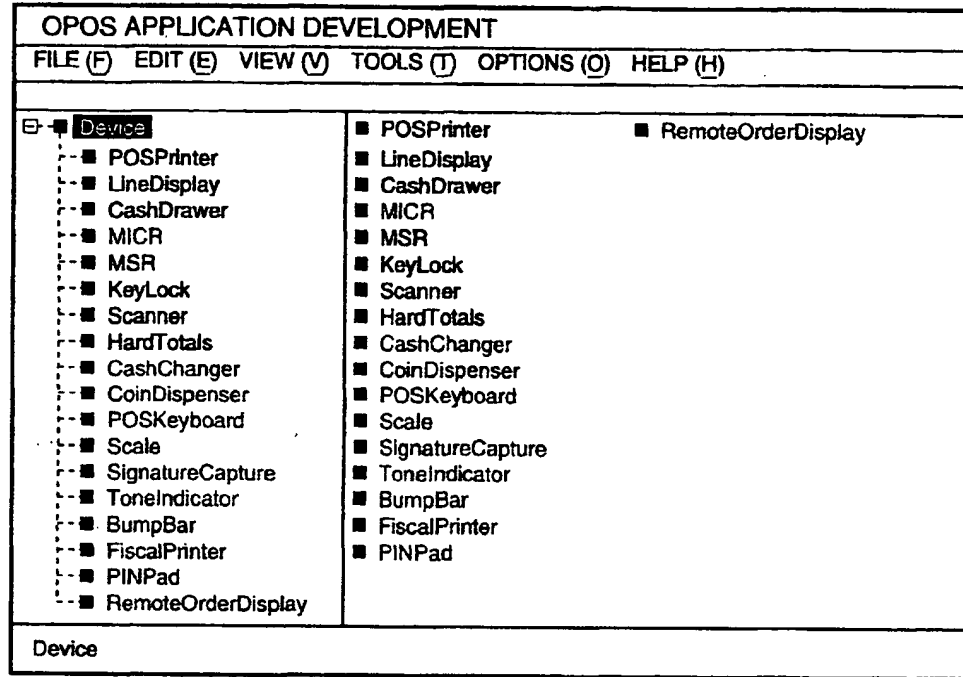 OPOS APPLICATION DEVELOPMENT
FILE (F) EDIT (E) VIEW (V) TOOLS (T) OPTIONS (O) HELP (H)
Device
POSPrinter
LineDisplay
CashDrawer
MICR
MSR
KeyLock
Scanner
HardTotals
CashChanger
CoinDispenser
POSKeyboard
Scale
SignatureCapture
ToneIndicator
BumpBar
FiscalPrinter
PINPad
RemoteOrderDisplay
POSPrinter
LineDisplay
CashDrawer
MICR
MSR
KeyLock
Scanner
HardTotals
CashChanger
CoinDispenser
POSKeyboard
Scale
SignatureCapture
ToneIndicator
BumpBar
FiscalPrinter
PINPad
RemoteOrderDisplay
Device